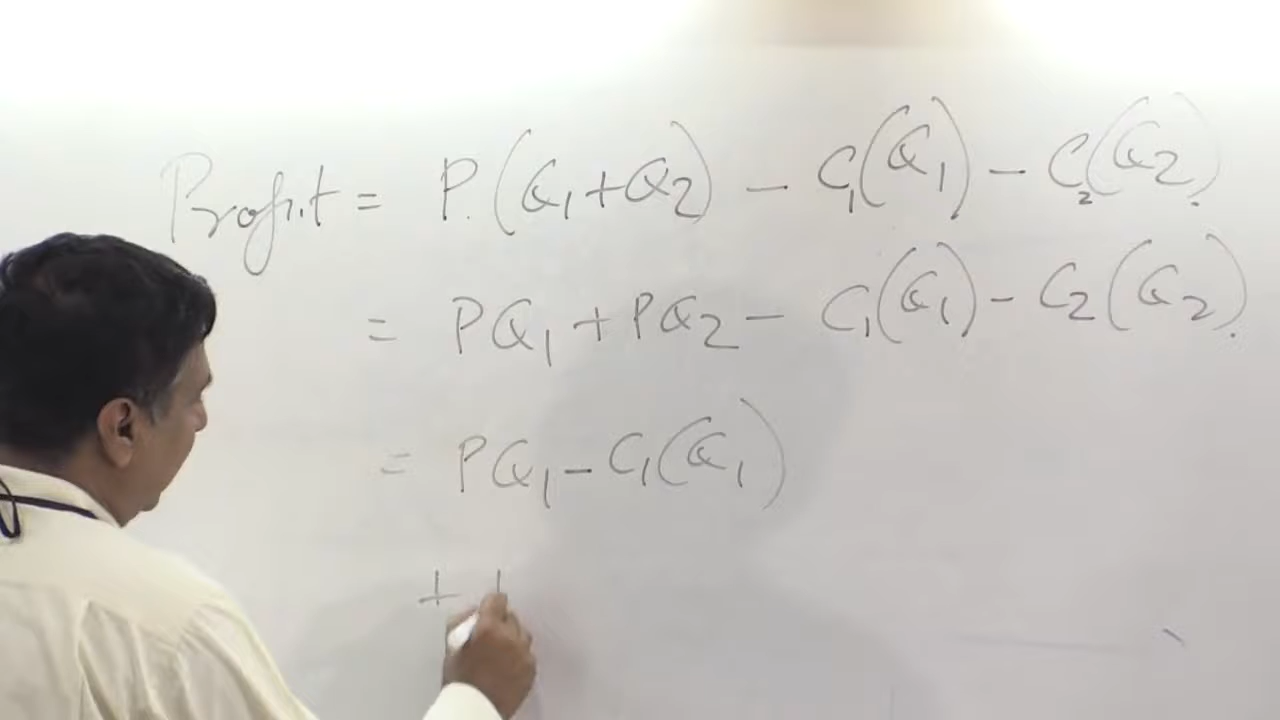 Profit = P.(Q1+Q2) - C1(Q1) - C2(Q2).
= PQ1 + PQ2 - C1(Q1) - C2(Q2).
= PQ1 - C1(Q1)
+